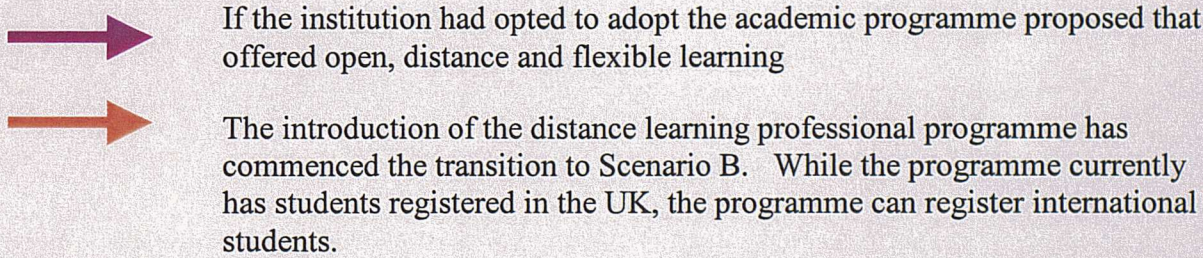 If the institution had opted to adopt the academic programme proposed that
offered open, distance and flexible learning
The introduction of the distance learning professional programme has
commenced the transition to Scenario B. While the programme currently
has students registered in the UK, the programme can register international
students.